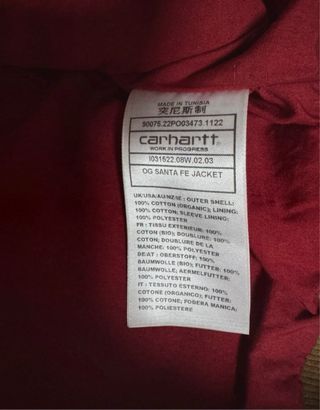 MADE IN TUNISIA
突尼斯制
90075.22PO03473.1122
carhartt
WORK IN PROGRESS
I031622.08W.02.03
OG SANTA FE JACKET
UK/USA/AU/NZ/IE : OUTER SHELL:
100% COTTON (ORGANIC); LINING:
100% COTTON; SLEEVE LINING:
100% POLYESTER
FR : TISSU EXTERIEUR: 100%
COTON (BIO); DOUBLURE: 100%
COTON; DOUBLURE DE LA
MANCHE: 100% POLYESTER
DE/AT : OBERSTOFF: 100%
BAUMWOLLE (BIO); FUTTER: 100%
BAUMWOLLE; AERMELFUTTER:
100% POLYESTER
IT : TESSUTO ESTERNO: 100%
COTONE (ORGANICO); FUTTER:
100% COTONE; FODERA MANICA:
100% POLIESTERE